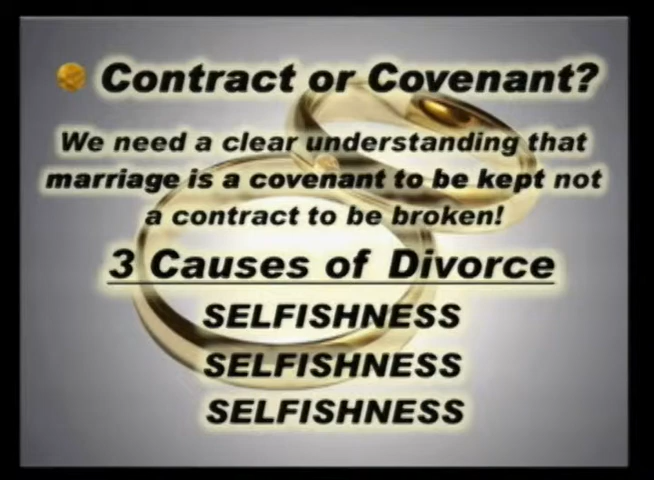 Contract or Covenant?
We need a clear understanding that
marriage is a covenant to be kept not
a contract to be broken!
3 Causes of Divorce
SELFISHNESS
SELFISHNESS
SELFISHNESS